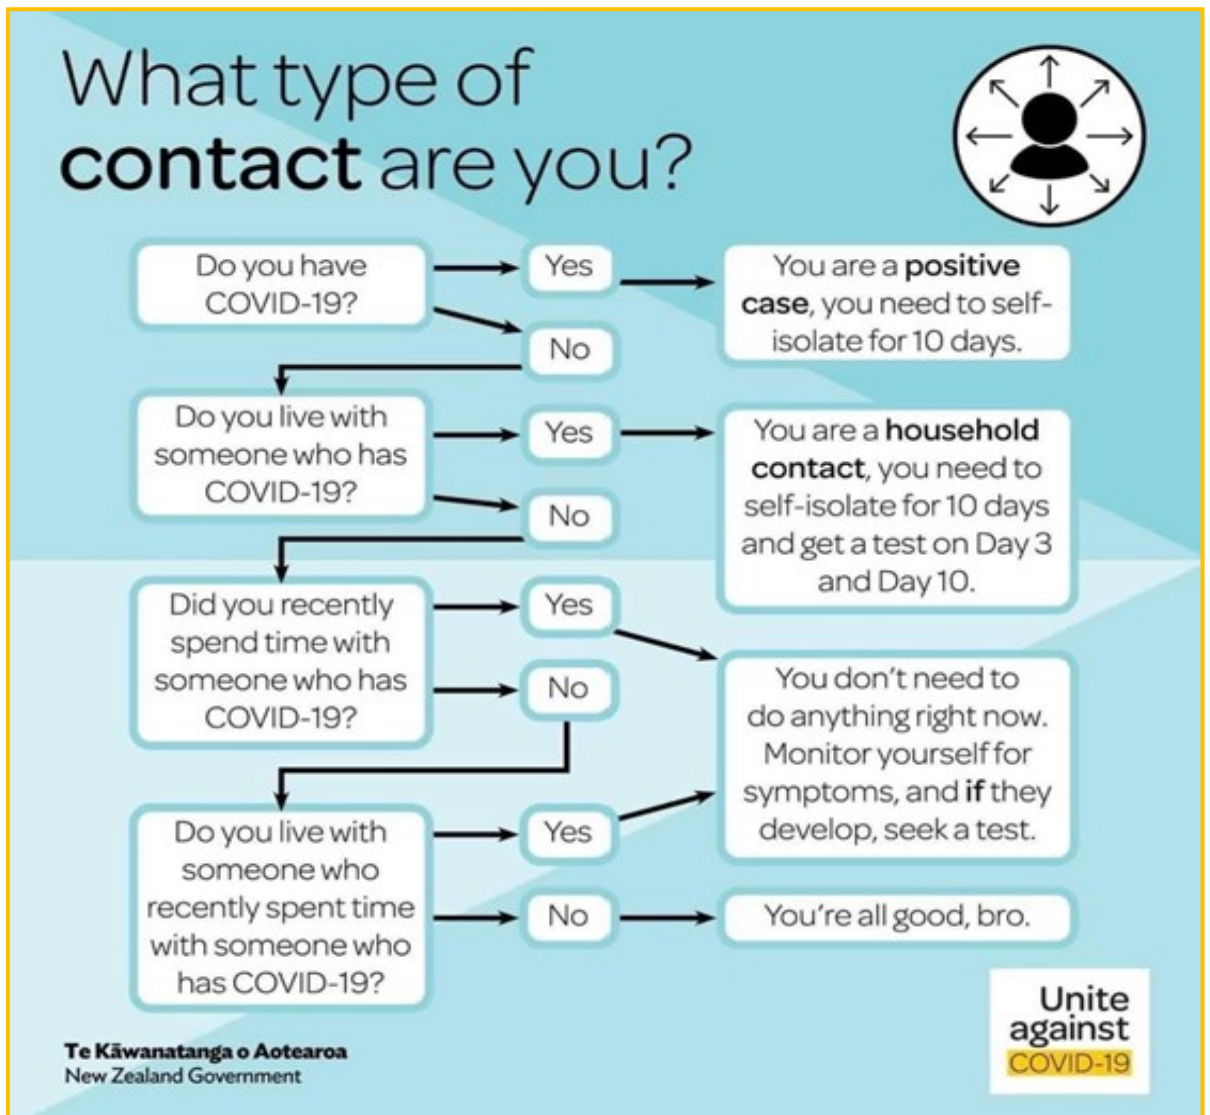 What type of
contact are you?
Do you have
COVID-19?
Yes
You are a positive
case, you need to self-
isolate for 10 days.
No
Do you live with
someone who has
COVID-19?
Yes
You are a household
contact, you need to
self-isolate for 10 days
and get a test on Day 3
and Day 10.
No
Did you recently
spend time with
someone who has
COVID-19?
Yes
No
You don't need to
do anything right now.
Monitor yourself for
symptoms, and if they
develop, seek a test.
Do you live with
someone who
recently spent time
with someone who
has COVID-19?
Yes
No
You're all good, bro.
Te Kāwanatanga o Aotearoa
New Zealand Government
Unite
against
COVID-19